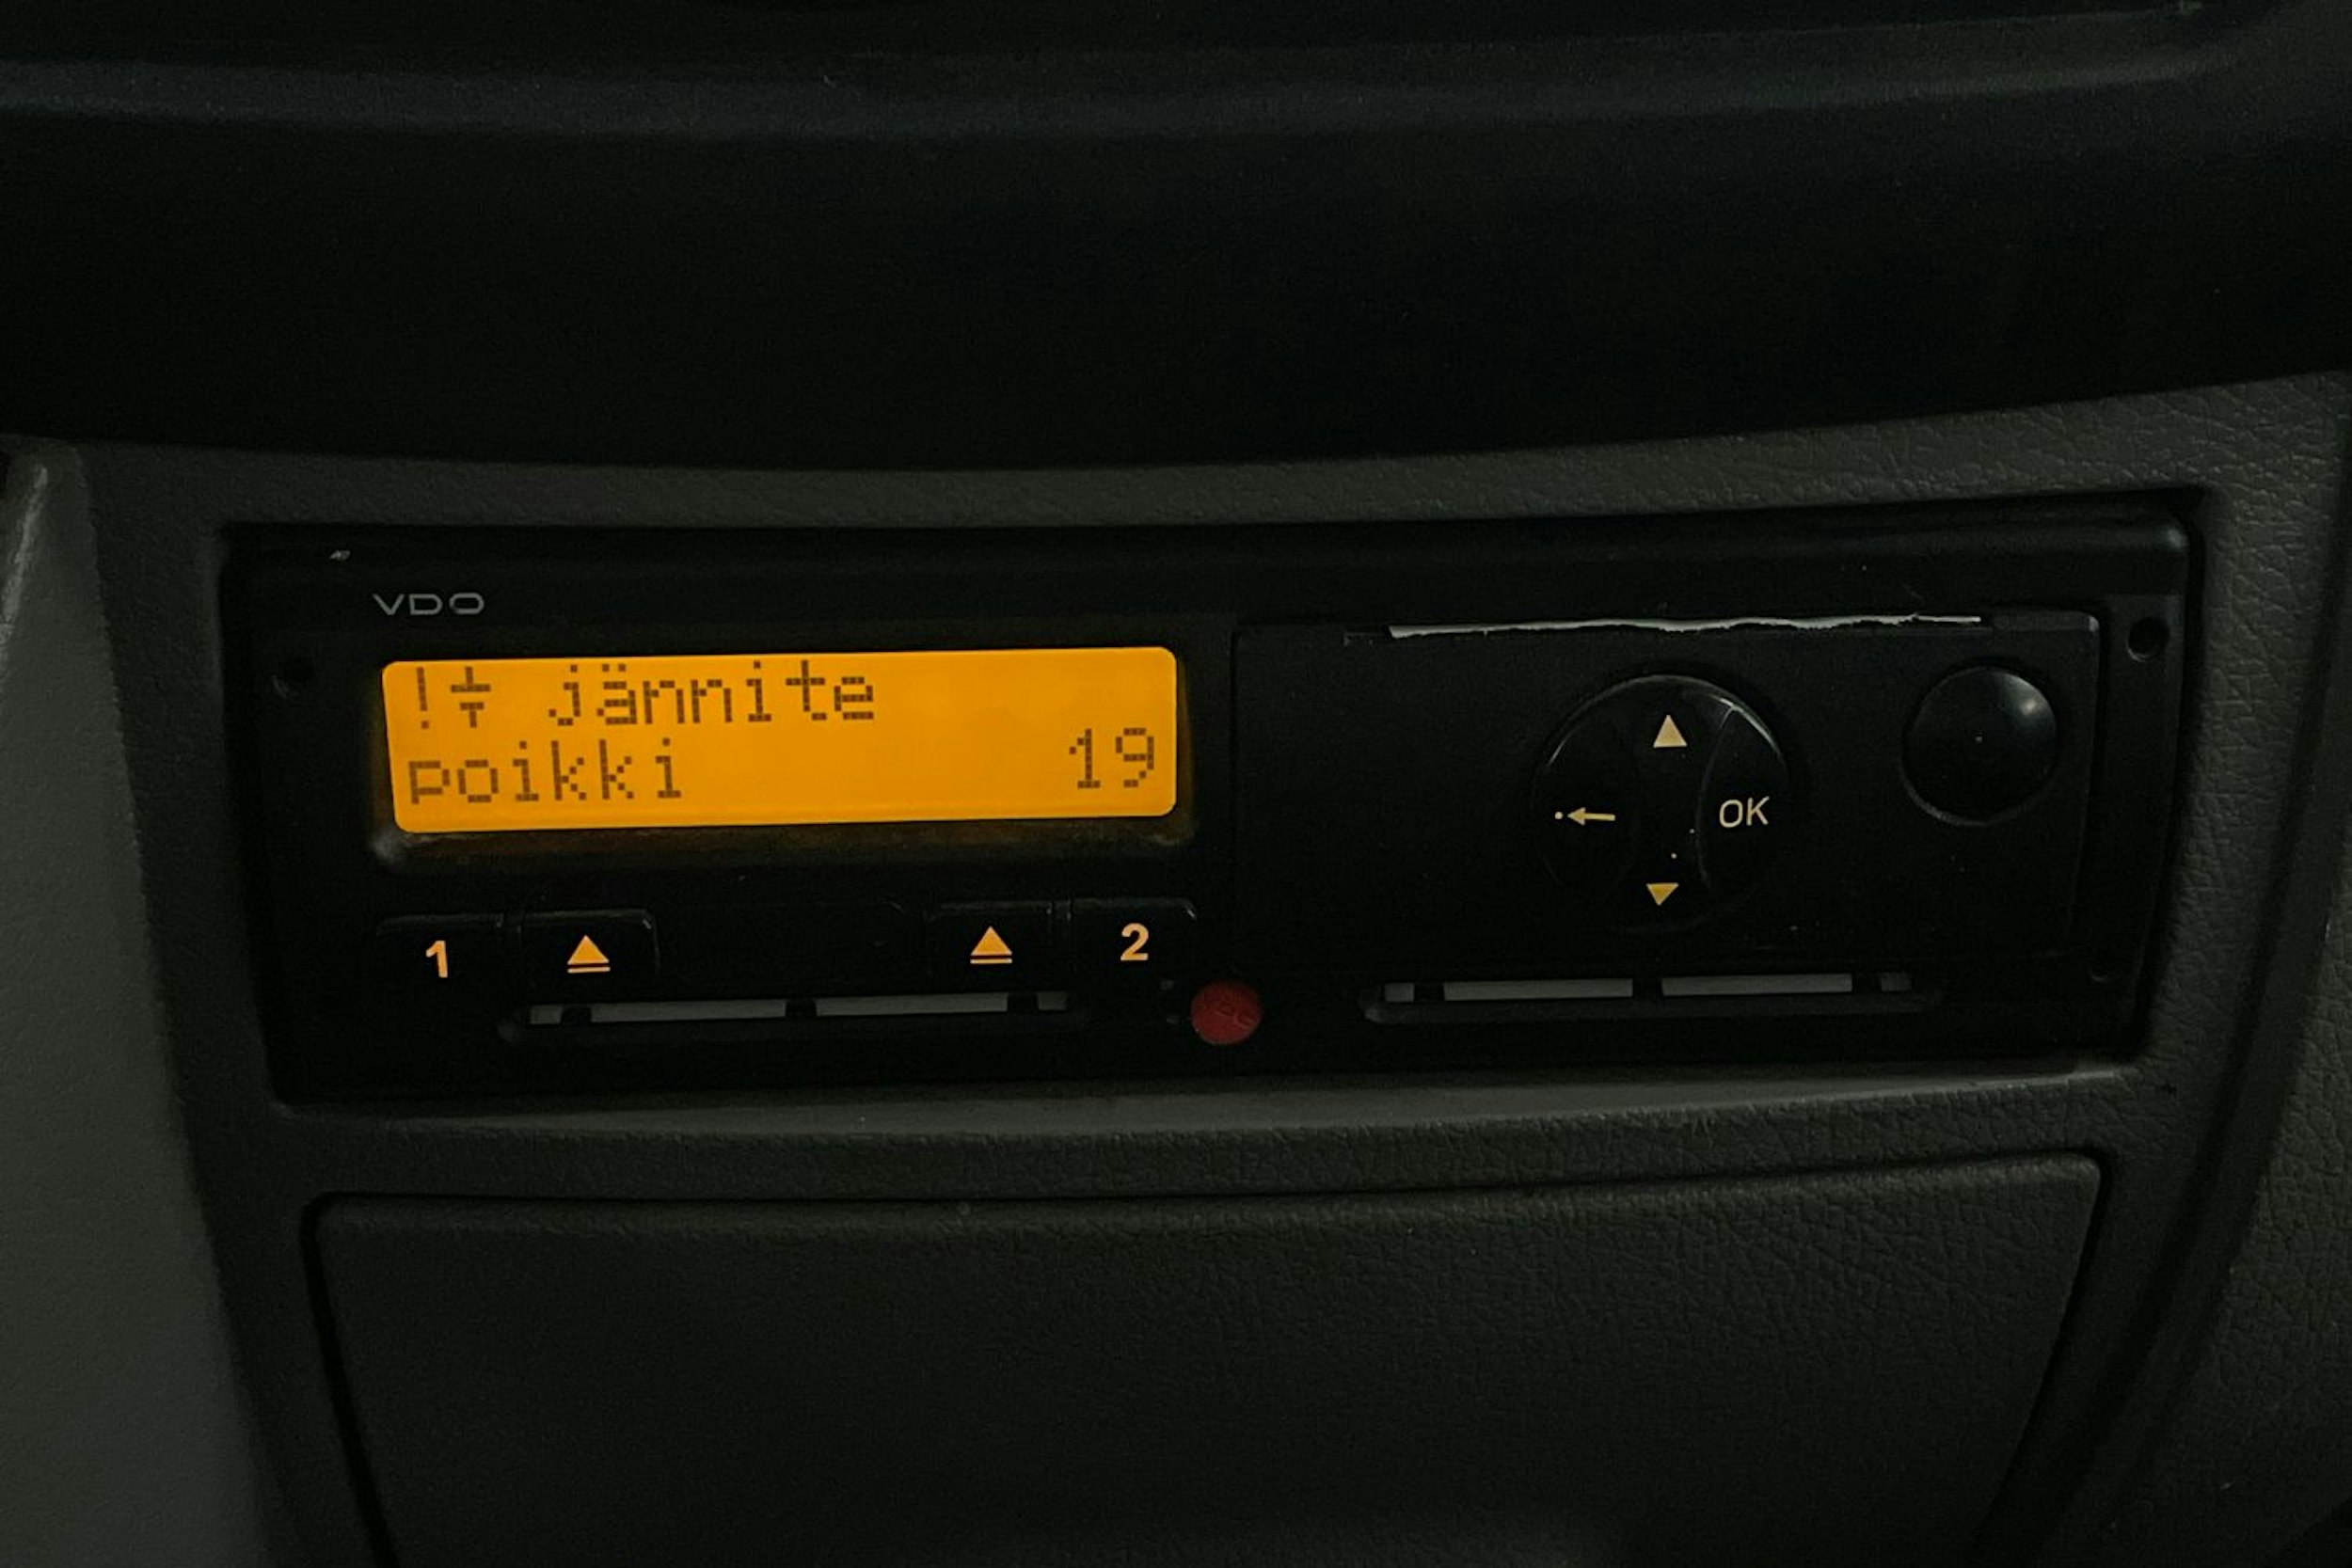 VDO
!÷ jännite
poikki 19
1
2
OK